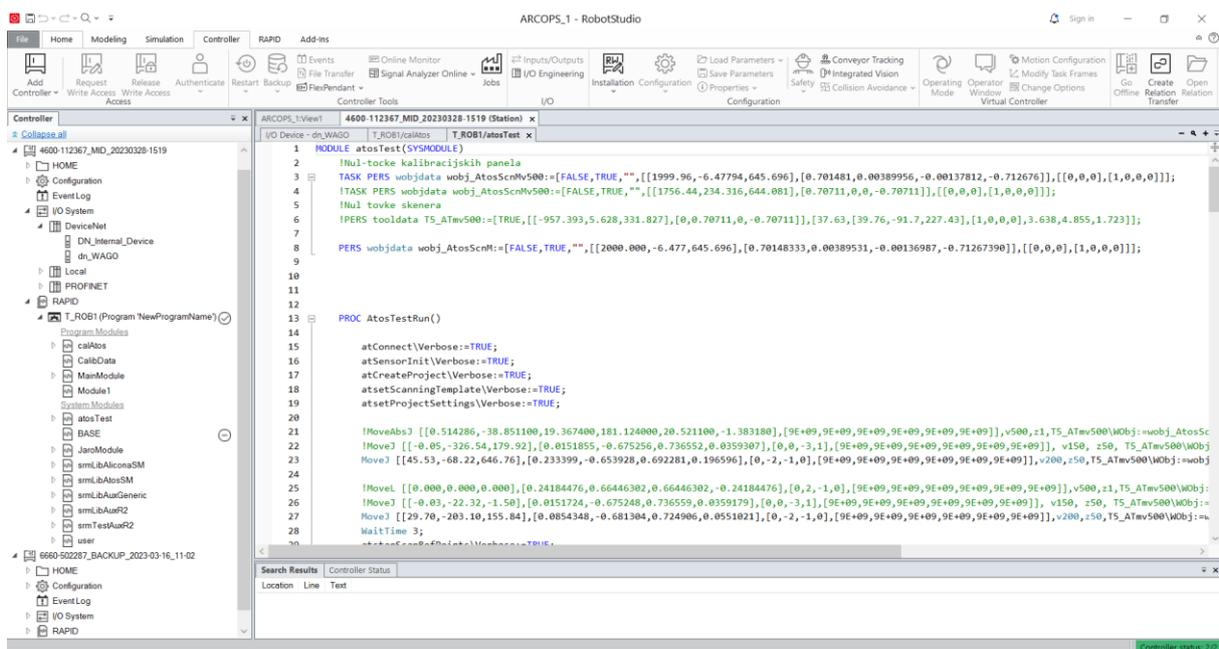 ARCOPS_1 - RobotStudio
Sign in
File Home Modeling Simulation Controller RAPID Add-Ins
Add Controller
Request Write Access
Release Write Access
Authenticate
Access
Restart
Backup
Events
File Transfer
FlexPendant
Online Monitor
Signal Analyzer Online
Jobs
Controller Tools
Inputs/Outputs
I/O Engineering
I/O
Installation
Configuration
Load Parameters
Save Parameters
Properties
Safety
Conveyor Tracking
Integrated Vision
Collision Avoidance
Configuration
Operating Mode
Operator Window
Motion Configuration
Modify Task Frames
Change Options
Virtual Controller
Go Offline
Create Relation
Open Relation
Transfer
Controller
Collapse all
4600-112367_MID_20230328-1519
HOME
Configuration
Event Log
I/O System
DeviceNet
DN_Internal_Device
dn_WAGO
Local
PROFINET
RAPID
T_ROB1 (Program 'NewProgramName')
Program Modules
calAtos
CalibData
MainModule
Module1
System Modules
atosTest
BASE
JaroModule
srmLibAliconaSM
srmLibAtosSM
srmLibAuxGeneric
srmLibAuxR2
srmTestAuxR2
user
6660-502287_BACKUP_2023-03-16_11-02
HOME
Configuration
Event Log
I/O System
RAPID
ARCOPS_1:View1 4600-112367_MID_20230328-1519 (Station)
I/O Device - dn_WAGO T_ROB1/calAtos T_ROB1/atosTest
1 MODULE atosTest(SYSMODULE)
2 !Nul-tocke kalibracijskih panela
3 TASK PERS wobjdata wobj_AtosScnMv500:=[FALSE,TRUE,"",[[1999.96,-6.47794,645.696],[0.701481,0.00389956,-0.00137812,-0.712676]],[[0,0,0],[1,0,0,0]]];
4 !TASK PERS wobjdata wobj_AtosScnMv500:=[FALSE,TRUE,"",[[1756.44,234.316,644.081],[0.70711,0,0,-0.70711]],[[0,0,0],[1,0,0,0]]];
5 !Nul tovke skenera
6 !PERS tooldata T5_ATmv500:=[TRUE,[[-957.393,5.628,331.827],[0,0.70711,0,-0.70711]],[37.63,[39.76,-91.7,227.43],[1,0,0,0],3.638,4.855,1.723]];
7
8 PERS wobjdata wobj_AtosScnM:=[FALSE,TRUE,"",[[2000.000,-6.477,645.696],[0.70148333,0.00389531,-0.00136987,-0.71267390]],[[0,0,0],[1,0,0,0]]];
9
10
11
12
13 PROC AtosTestRun()
14
15 atConnect\Verbose:=TRUE;
16 atSensorInit\Verbose:=TRUE;
17 atCreateProject\Verbose:=TRUE;
18 atsetScanningTemplate\Verbose:=TRUE;
19 atsetProjectSettings\Verbose:=TRUE;
20
21 !MoveAbsJ [[0.514286,-38.851100,19.367400,181.124000,20.521100,-1.383180],[9E+09,9E+09,9E+09,9E+09,9E+09,9E+09]],v500,z1,T5_ATmv500\WObj:=wobj_AtosSc
22 !MoveJ [[-0.05,-326.54,179.92],[0.0151855,-0.675256,0.736552,0.0359307],[0,0,-3,1],[9E+09,9E+09,9E+09,9E+09,9E+09,9E+09]], v150, z50, T5_ATmv500\WObj
23 MoveJ [[45.53,-68.22,646.76],[0.233399,-0.653928,0.692281,0.196596],[0,-2,-1,0],[9E+09,9E+09,9E+09,9E+09,9E+09,9E+09]],v200,z50,T5_ATmv500\WObj:=wobj
24
25 !MoveL [[0.000,0.000,0.000],[0.24184476,0.66446302,0.66446302,-0.24184476],[0,2,-1,0],[9E+09,9E+09,9E+09,9E+09,9E+09,9E+09]],v500,z1,T5_ATmv500\WObj:
26 !MoveJ [[-0.03,-22.32,-1.50],[0.0151724,-0.675248,0.736559,0.0359179],[0,0,-3,1],[9E+09,9E+09,9E+09,9E+09,9E+09,9E+09]], v150, z50, T5_ATmv500\WObj:=
27 MoveJ [[29.70,-203.10,155.84],[0.0854348,-0.681304,0.724906,0.0551021],[0,-2,-1,0],[9E+09,9E+09,9E+09,9E+09,9E+09,9E+09]],v200,z50,T5_ATmv500\WObj:=
28 WaitTime 3;
Search Results Controller Status
Location Line Text